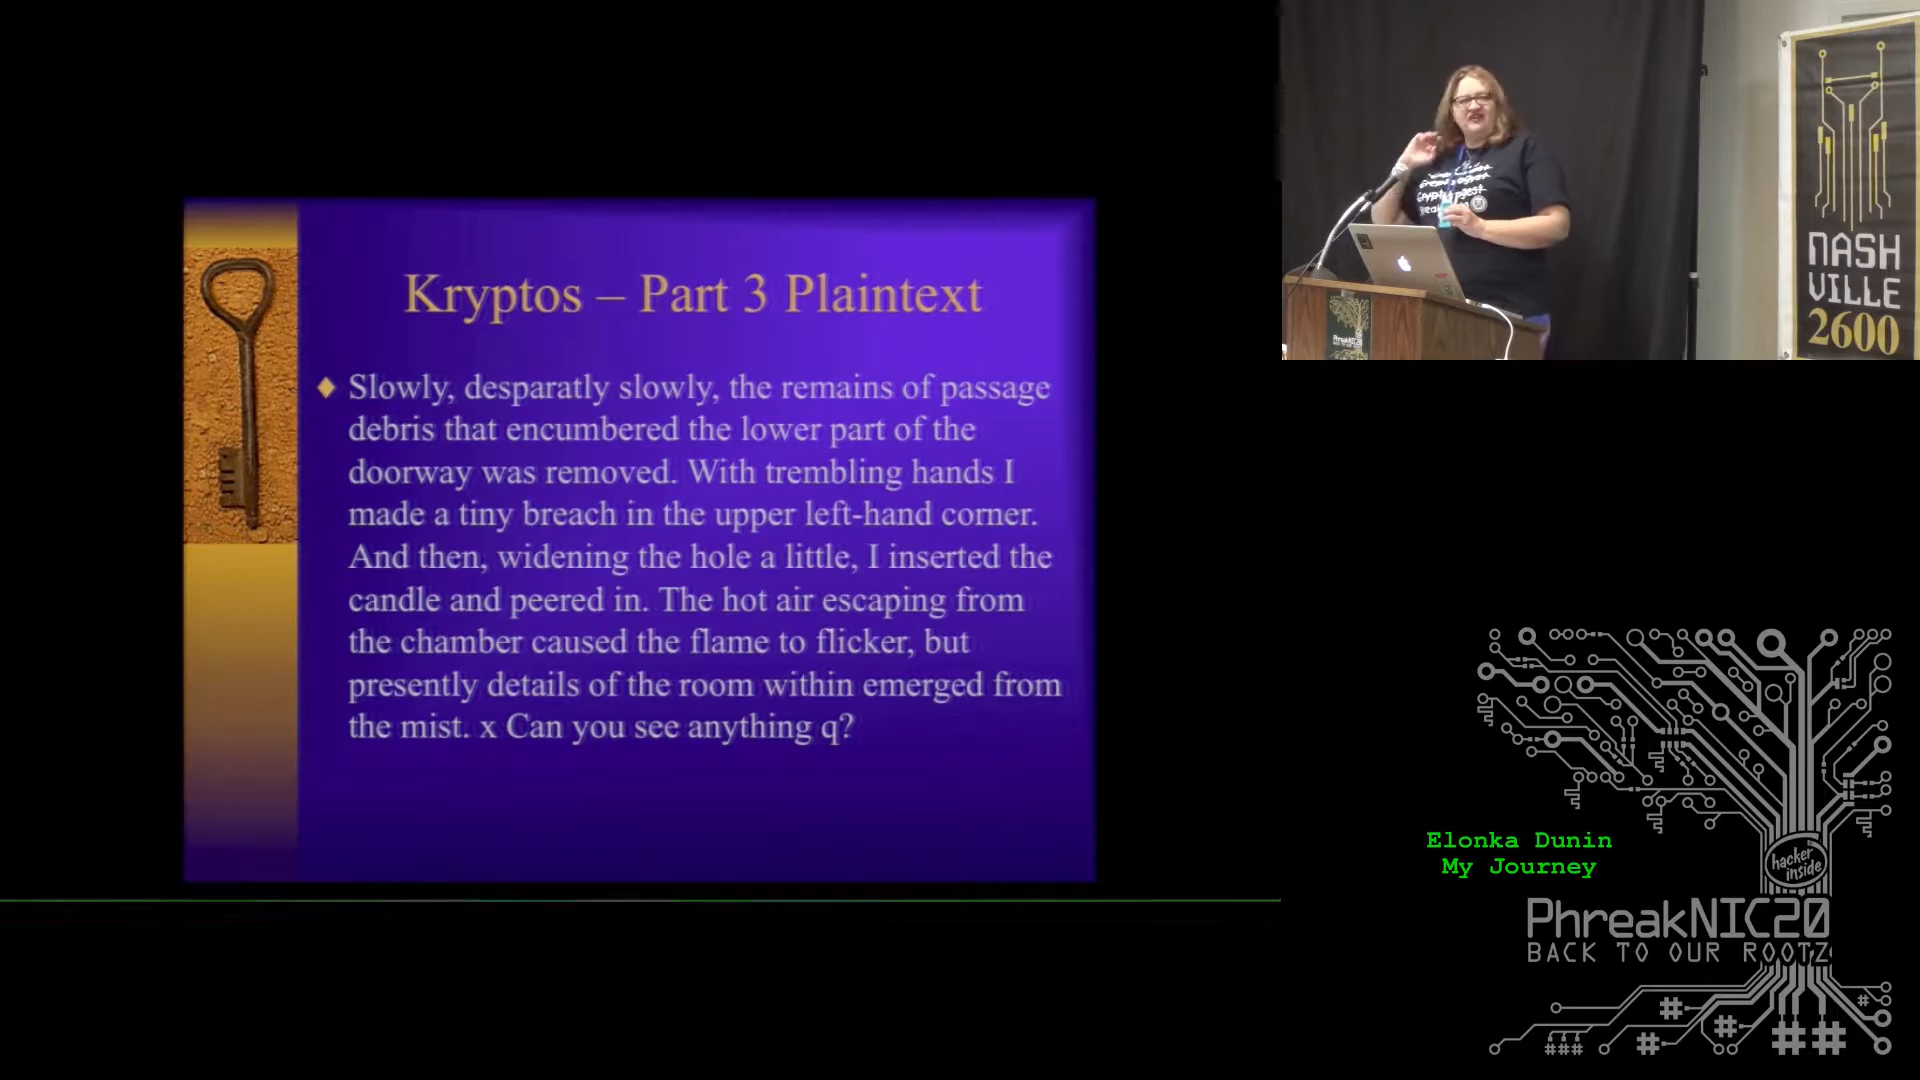 Kryptos – Part 3 Plaintext
Slowly, desparatly slowly, the remains of passage
debris that encumbered the lower part of the
doorway was removed. With trembling hands I
made a tiny breach in the upper left-hand corner.
And then, widening the hole a little, I inserted the
candle and peered in. The hot air escaping from
the chamber caused the flame to flicker, but
presently details of the room within emerged from
the mist. x Can you see anything q?
NASH
VILLE
2600
Elonka Dunin
My Journey
hacker
inside
PhreakNIC20
BACK TO OUR ROOTZ